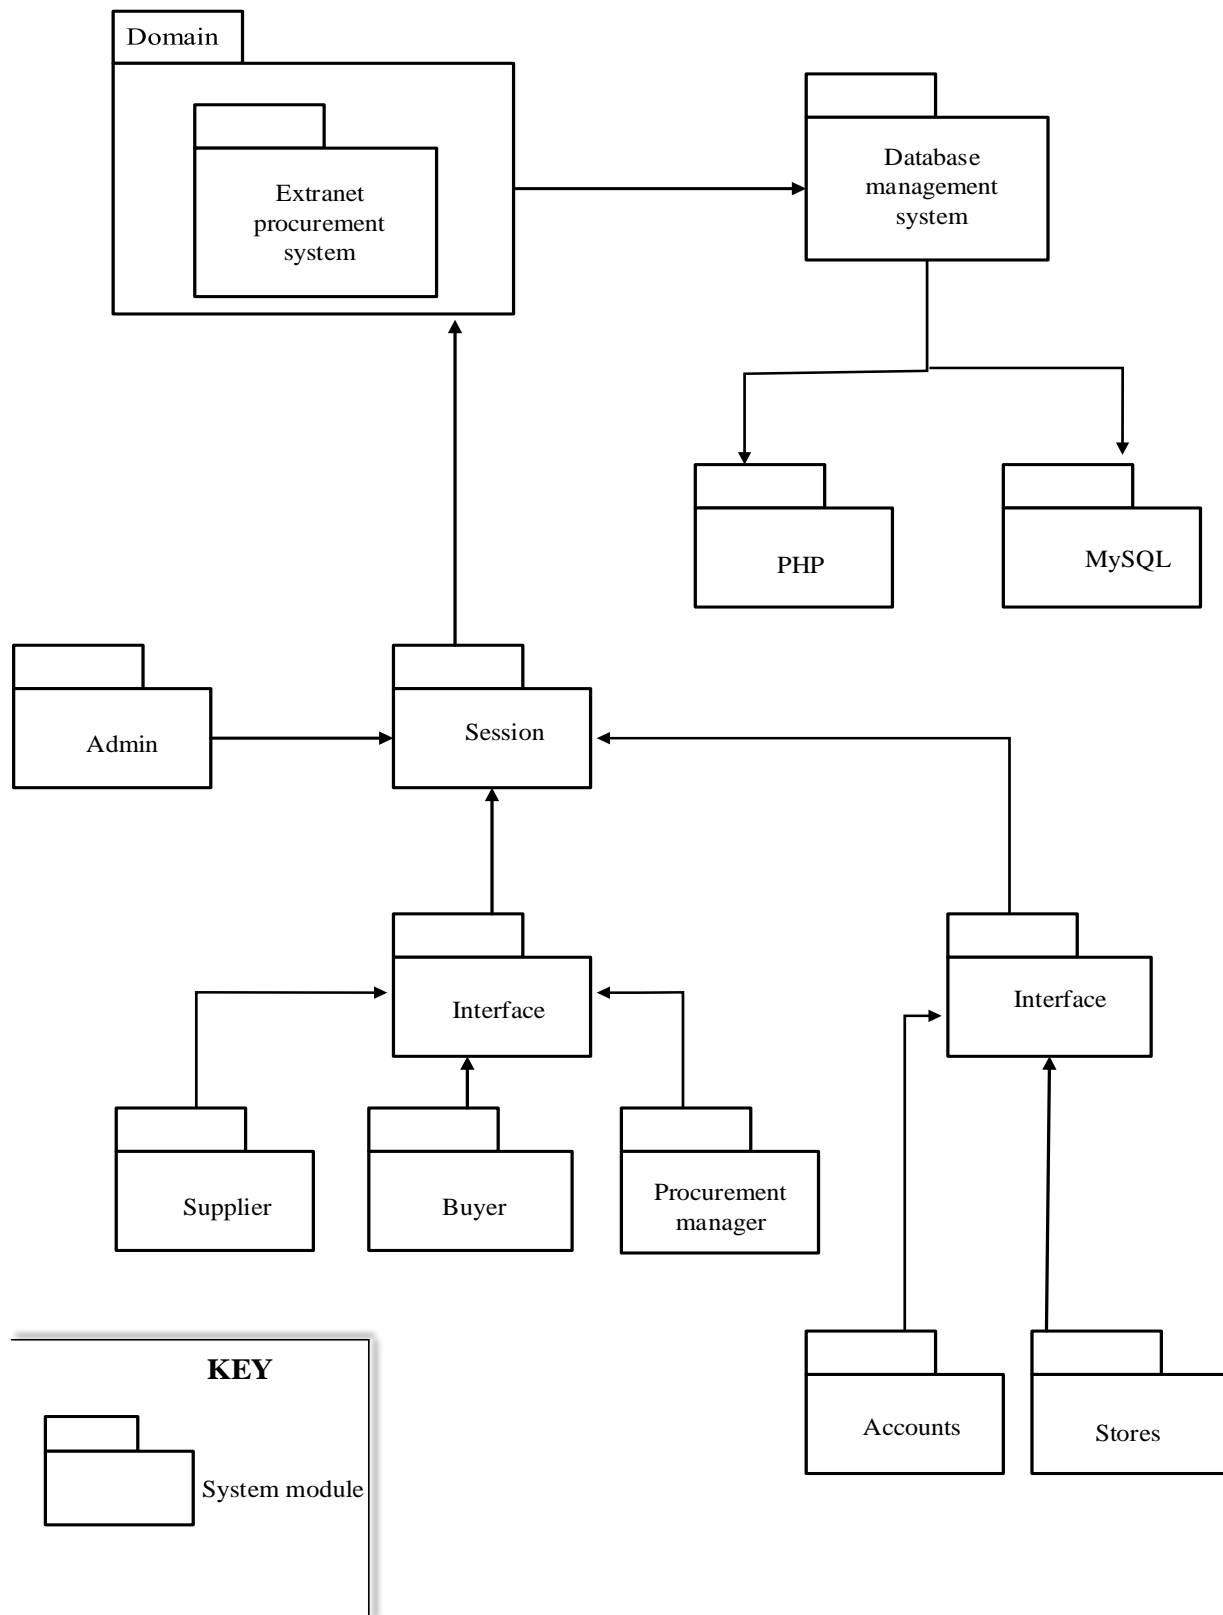 Domain
Extranet
procurement
system
Database
management
system
PHP
MySQL
Admin
Session
Interface
Interface
Supplier
Buyer
Procurement
manager
Accounts
Stores
KEY
System module